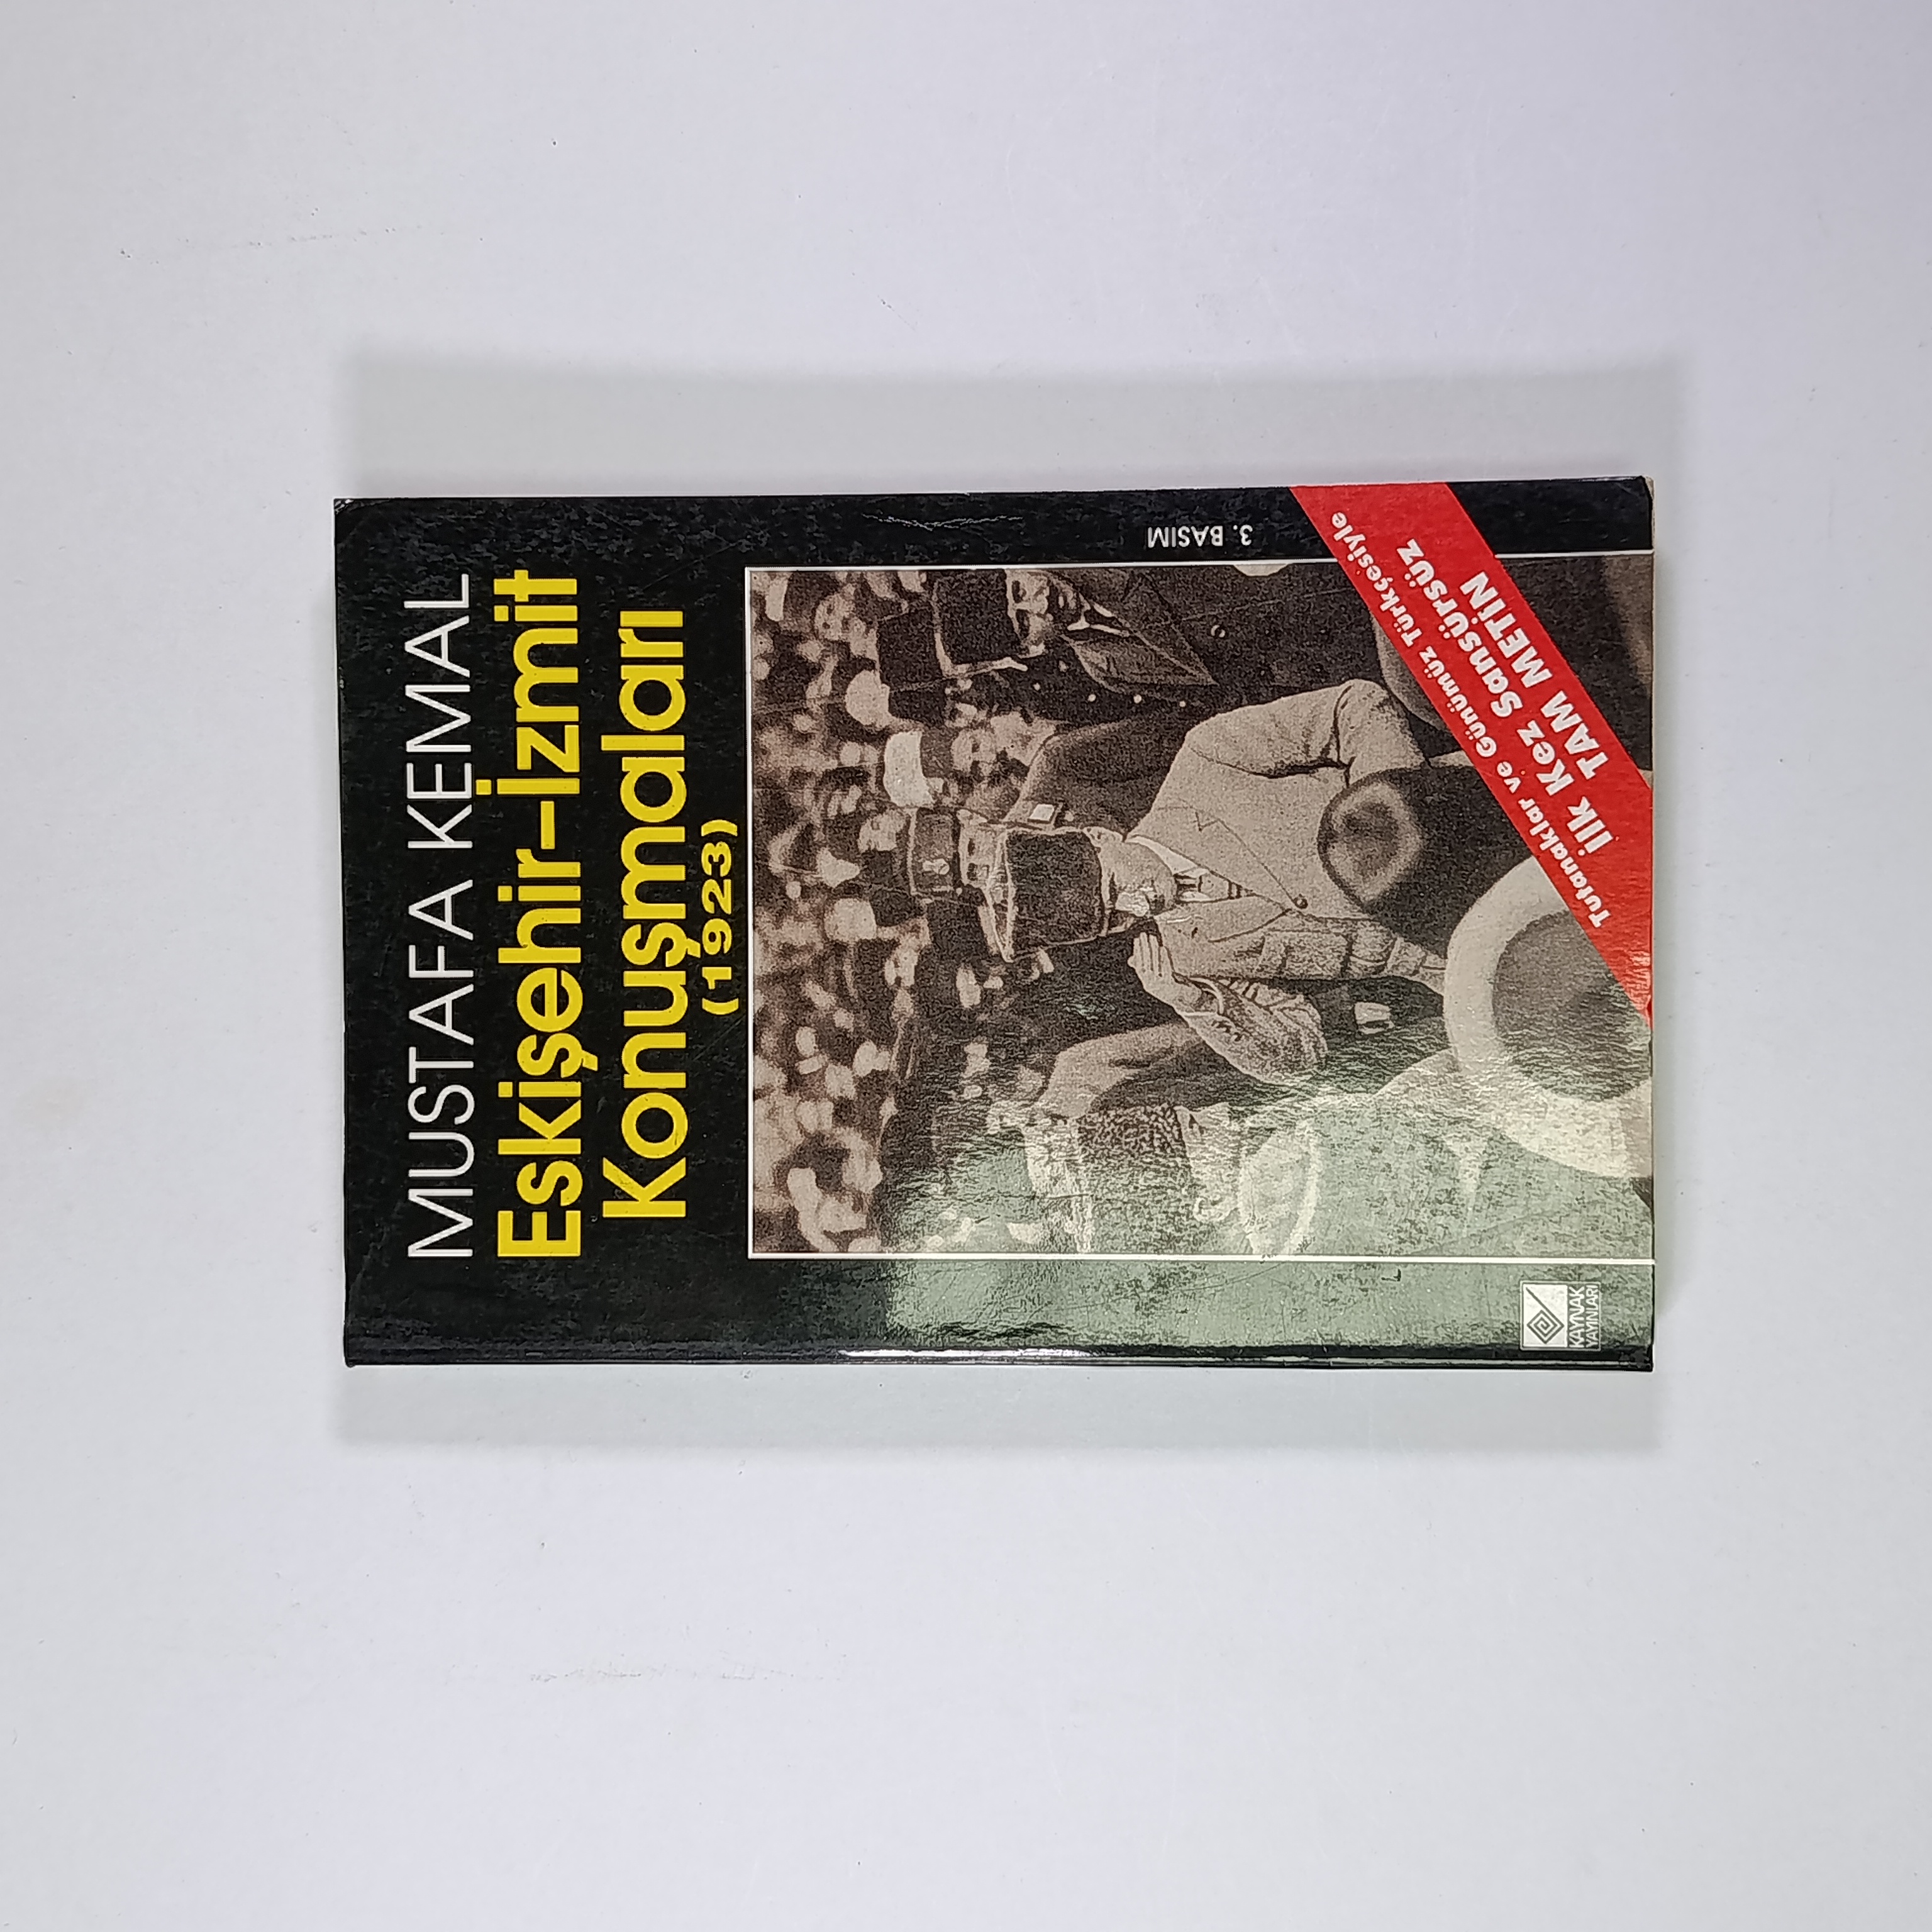 MUSTAFA KEMAL
Eskişehir-İzmit
Konuşmaları
(1923)
3. BASIM
Tutanaklar ve Günümüz Türkçesiyle
İlk Kez Sansürsüz
TAM METİN
KAYNAK
YAYINLARI